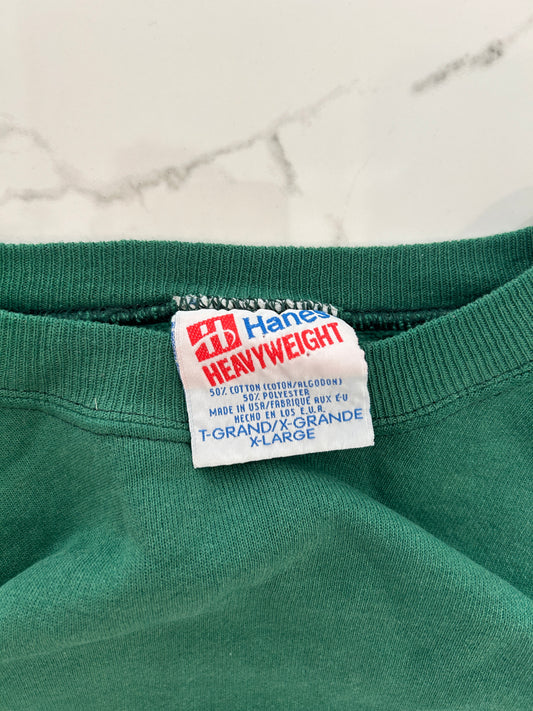 Hanes
HEAVYWEIGHT
50% COTTON (COTON/ALGODON)
50% POLYESTER
MADE IN USA/FABRIQUE AUX É-U
HECHO EN LOS E.U.A.
T-GRAND/X-GRANDE
X-LARGE